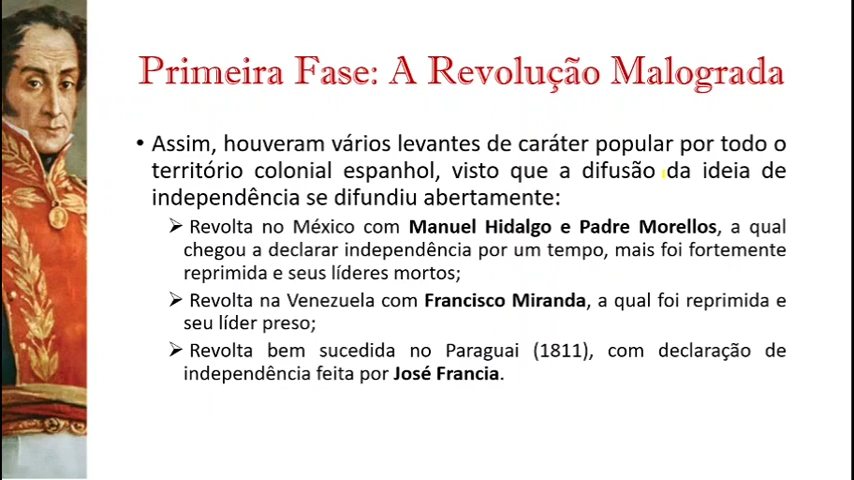 Primeira Fase: A Revolução Malograda
• Assim, houveram vários levantes de caráter popular por todo o
território colonial espanhol, visto que a difusão da ideia de
independência se difundiu abertamente:
➢ Revolta no México com Manuel Hidalgo e Padre Morellos, a qual
chegou a declarar independência por um tempo, mais foi fortemente
reprimida e seus líderes mortos;
➢ Revolta na Venezuela com Francisco Miranda, a qual foi reprimida e
seu líder preso;
➢ Revolta bem sucedida no Paraguai (1811), com declaração de
independência feita por José Francia.